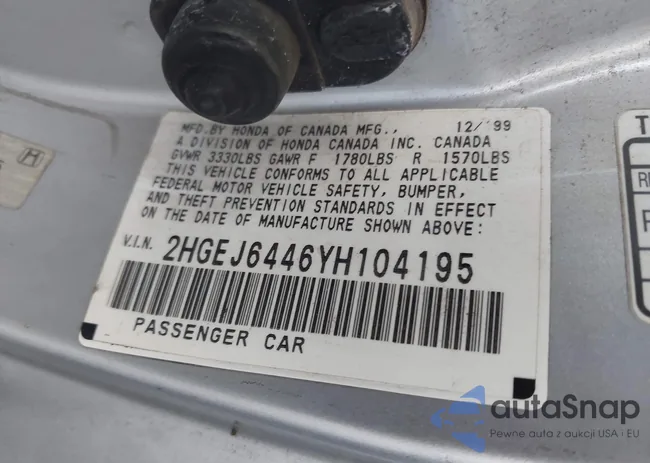 MFD.BY HONDA OF CANADA MFG., 12/'99
A DIVISION OF HONDA CANADA INC. CANADA
GVWR 3330LBS GAWR F 1780LBS R 1570LBS
THIS VEHICLE CONFORMS TO ALL APPLICABLE
FEDERAL MOTOR VEHICLE SAFETY, BUMPER,
AND THEFT PREVENTION STANDARDS IN EFFECT
ON THE DATE OF MANUFACTURE SHOWN ABOVE:
V.I.N. 2HGEJ6446YH104195
PASSENGER CAR
autaSnap
Pewne auta z aukcji USA i EU